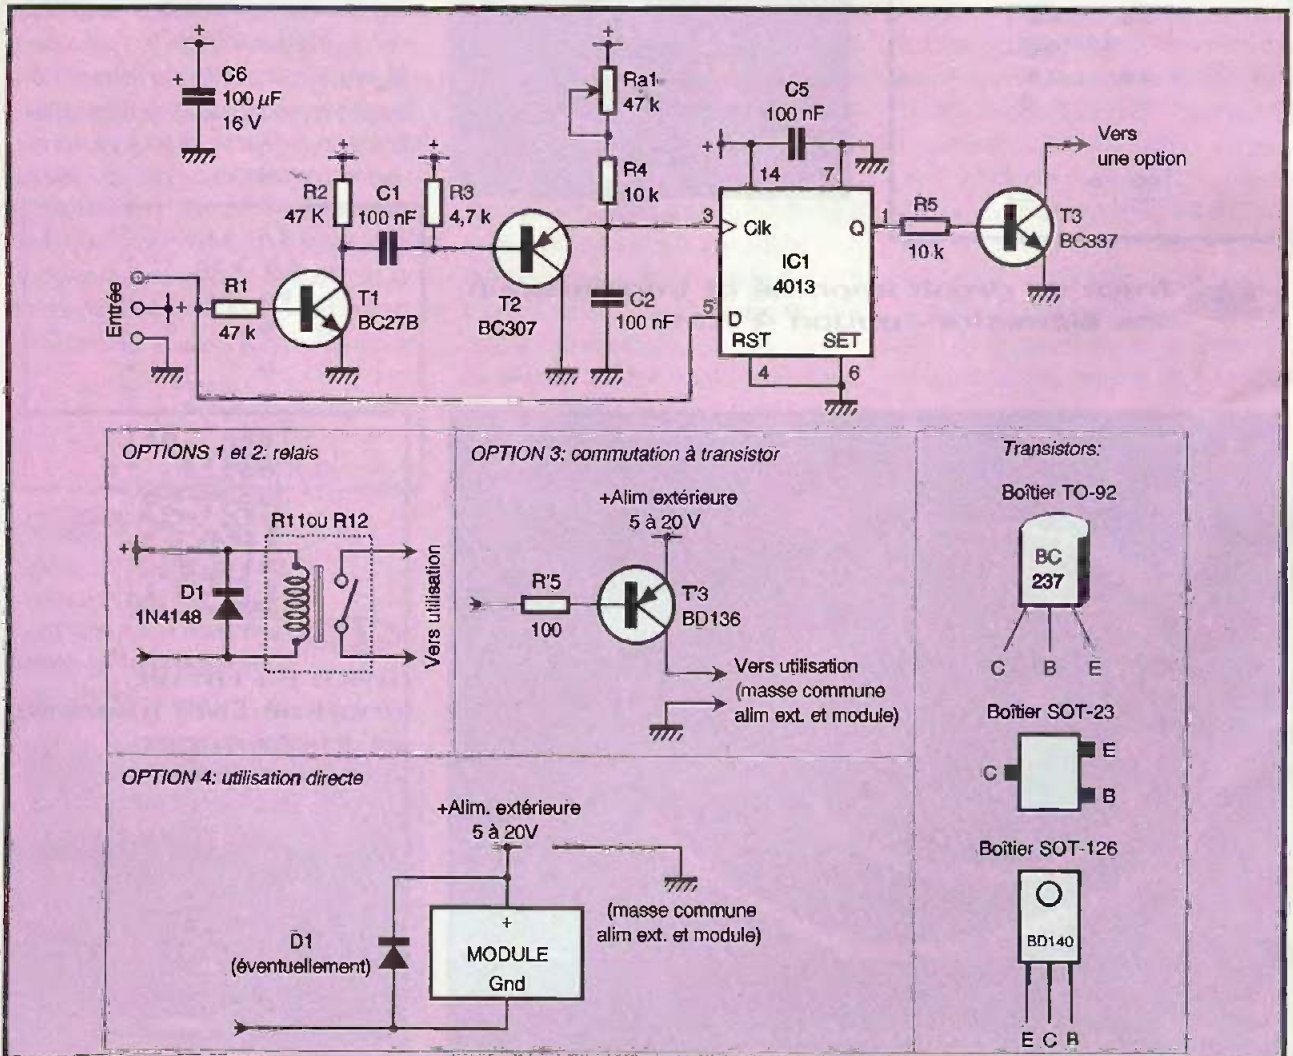 +
+
C6
100 µF
16 V
+
Ra1
47 k
R4
10 k
C5
100 nF
+
14
7
Vers
une option
+
R2
47 K
C1
100 nF
+
R3
4,7 k
3
Clk
Q
1
R5
10 k
T3
BC337
IC1
4013
Entrée
+
R1
47 k
T1
BC27B
T2
BC307
C2
100 nF
5
D
RST
SET
4
6
OPTIONS 1 et 2: relais
R11ou R12
+
D1
1N4148
Vers utilisation
OPTION 3: commutation à transistor
+Alim extérieure
5 à 20 V
R'5
100
T'3
BD136
Vers utilisation
(masse commune
alim ext. et module)
Transistors:
Boîtier TO-92
BC
237
C
B
E
Boîtier SOT-23
E
C
B
Boîtier SOT-126
BD140
E C B
OPTION 4: utilisation directe
+Alim. extérieure
5 à 20V
(masse commune
alim ext. et module)
D1
(éventuellement)
+
MODULE
Gnd